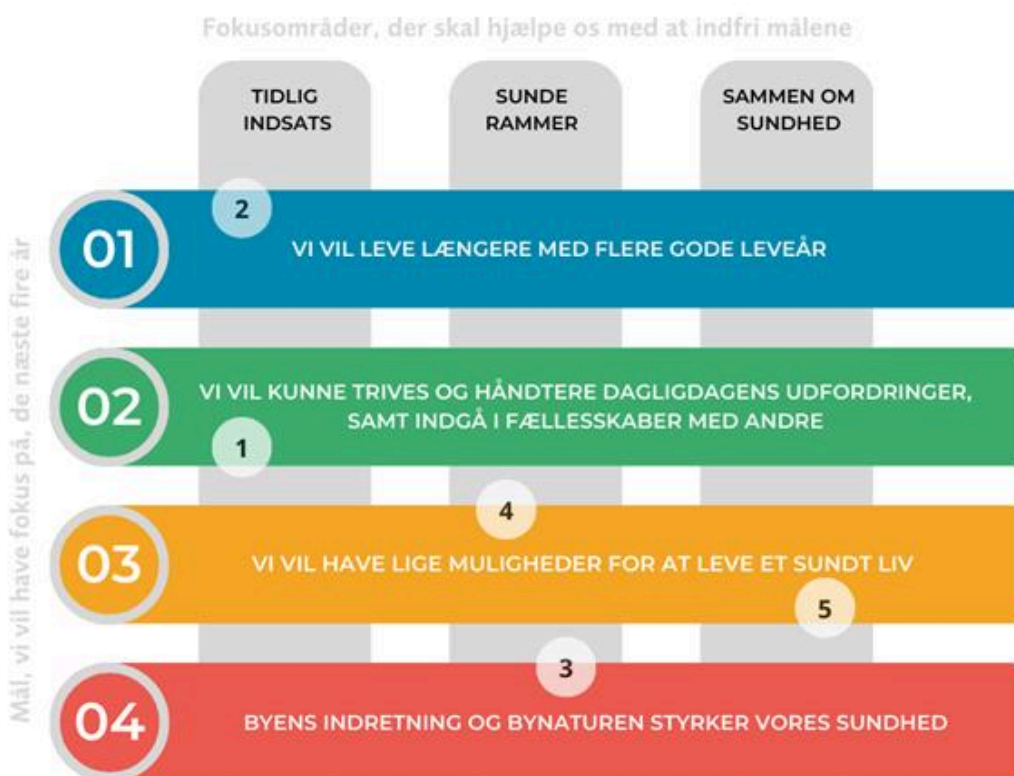 Fokusområder, der skal hjælpe os med at indfri målene
TIDLIG
INDSATS
SUNDE
RAMMER
SAMMEN OM
SUNDHED
Mål, vi vil have fokus på, de næste fire år
2
01
VI VIL LEVE LÆNGERE MED FLERE GODE LEVEÅR
02
VI VIL KUNNE TRIVES OG HÅNDTERE DAGLIGDAGENS UDFORDRINGER,
SAMT INDGÅ I FÆLLESSKABER MED ANDRE
1
4
03
VI VIL HAVE LIGE MULIGHEDER FOR AT LEVE ET SUNDT LIV
5
3
04
BYENS INDRETNING OG BYNATUREN STYRKER VORES SUNDHED